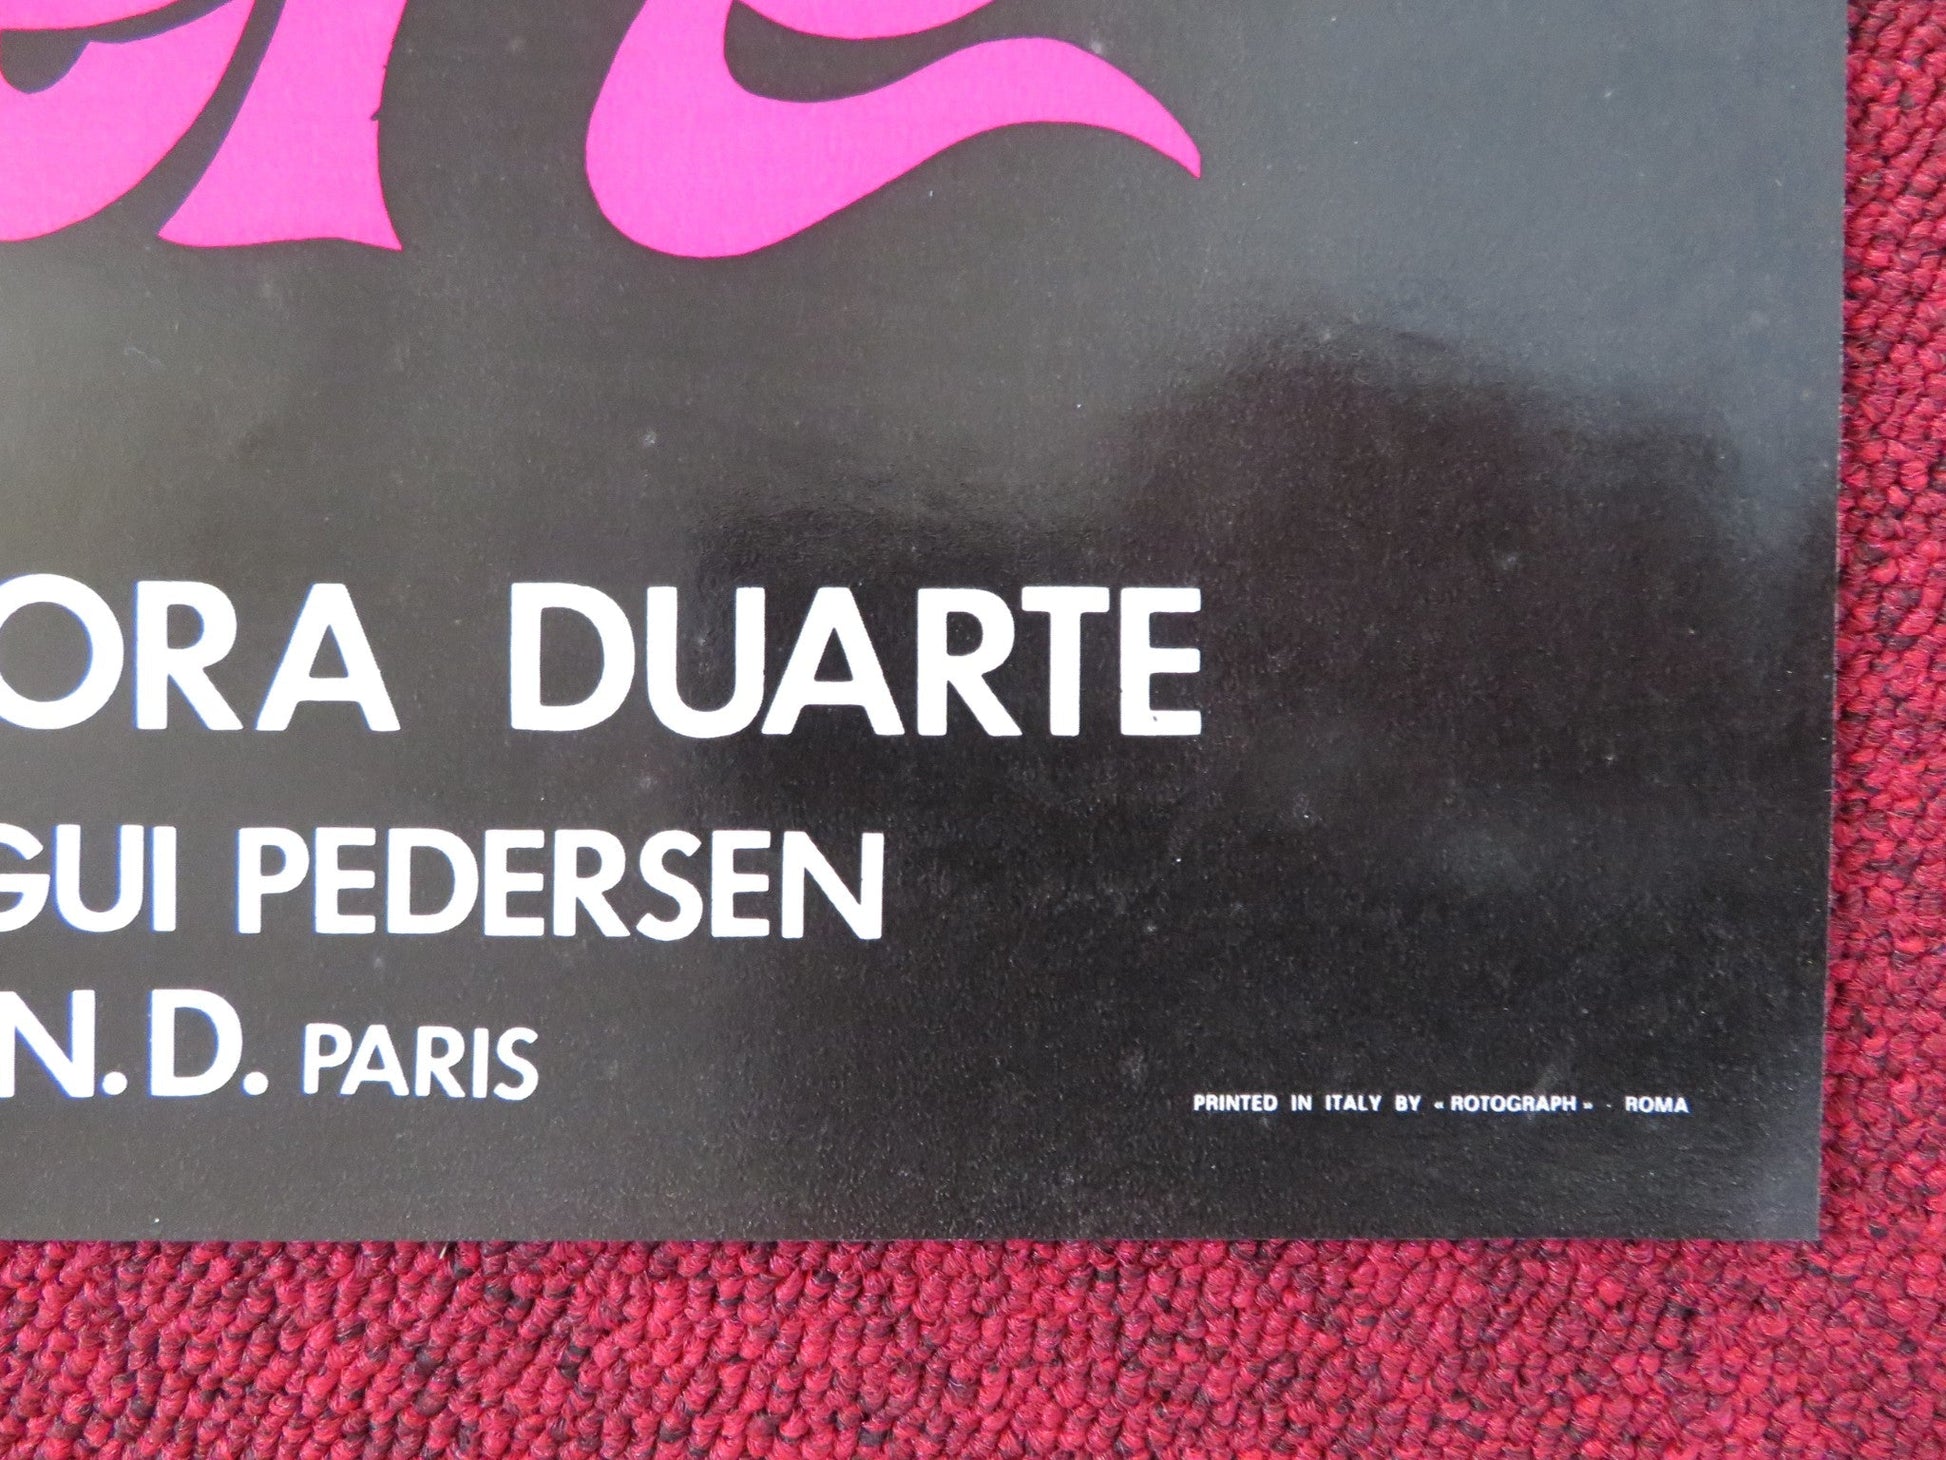 ORA DUARTE
GUI PEDERSEN
N.D. PARIS
PRINTED IN ITALY BY « ROTOGRAPH » - ROMA